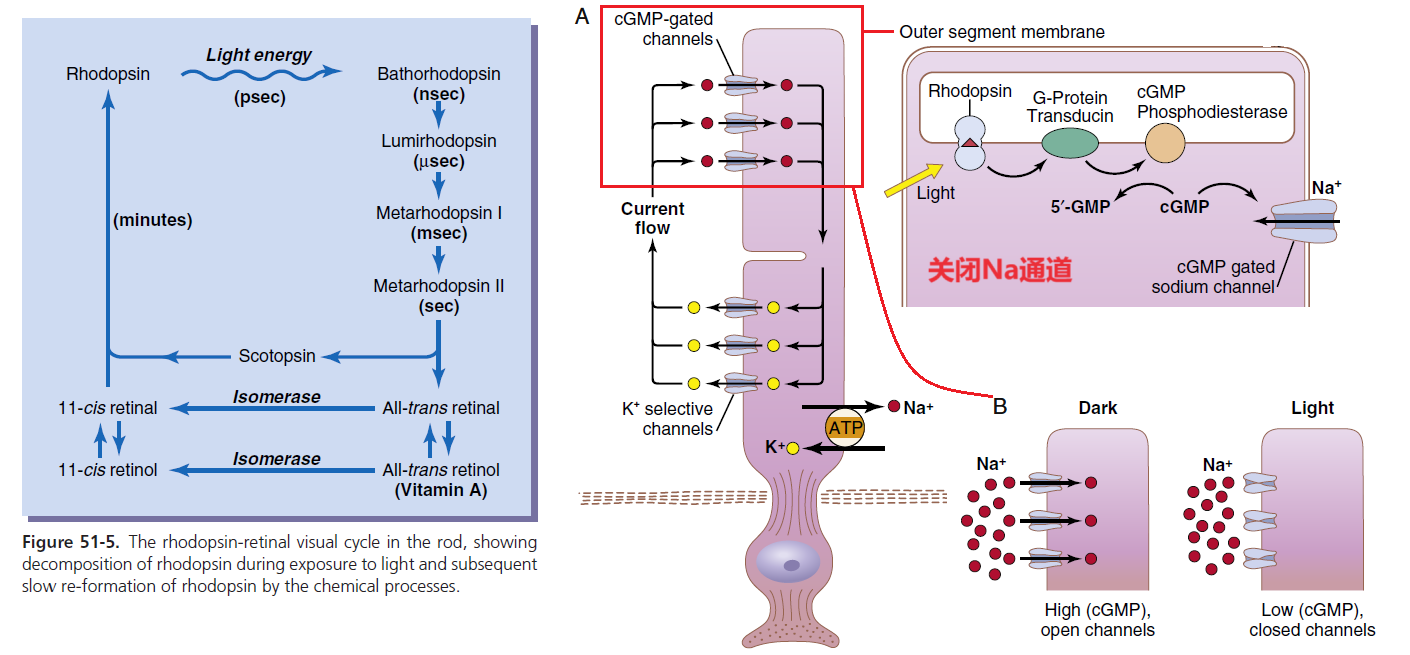 Light energy
Rhodopsin
(psec)
Bathorhodopsin
(nsec)
Lumirhodopsin
(μsec)
Metarhodopsin I
(msec)
Metarhodopsin II
(sec)
(minutes)
Scotopsin
11-cis retinal
Isomerase
All-trans retinal
11-cis retinol
Isomerase
All-trans retinol
(Vitamin A)
Figure 51-5. The rhodopsin-retinal visual cycle in the rod, showing
decomposition of rhodopsin during exposure to light and subsequent
slow re-formation of rhodopsin by the chemical processes.
A
cGMP-gated
channels
Current
flow
K⁺ selective
channels
Na⁺
ATP
K+
Outer segment membrane
Rhodopsin
G-Protein
Transducin
cGMP
Phosphodiesterase
Light
5′-GMP
cGMP
Na⁺
关闭Na通道
cGMP gated
sodium channel
B
Dark
Light
Na⁺
Na⁺
High (cGMP),
open channels
Low (cGMP),
closed channels